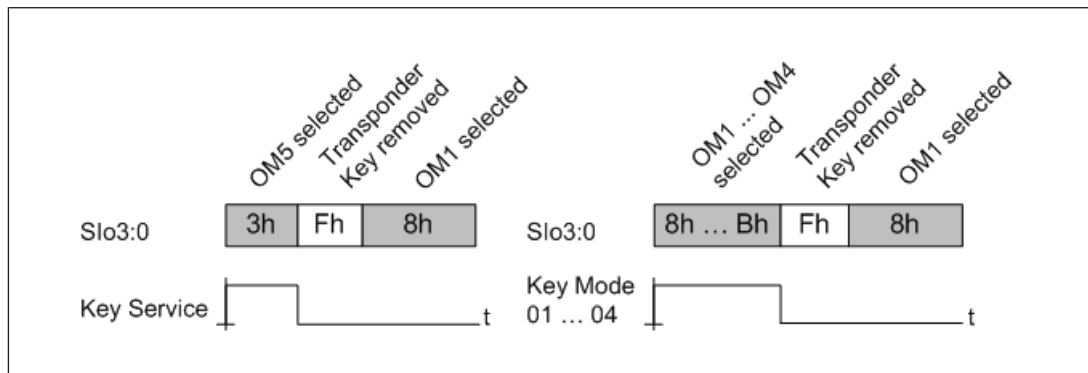 OM5 selected
Transponder
Key removed
OM1 selected
SIo3:0
3h Fh 8h
Key Service
t
OM1 ... OM4
selected
Transponder
Key removed
OM1 selected
SIo3:0
8h ... Bh Fh 8h
Key Mode
01 ... 04
t